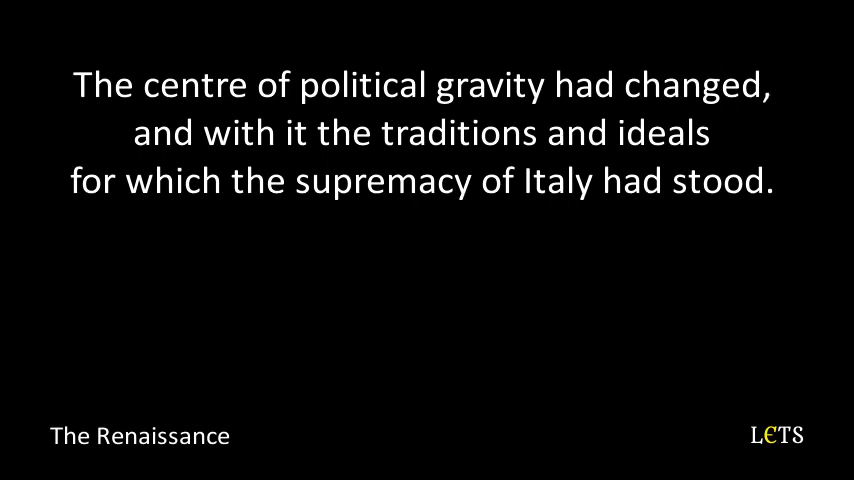 The centre of political gravity had changed,
and with it the traditions and ideals
for which the supremacy of Italy had stood.
The Renaissance
LЄTS